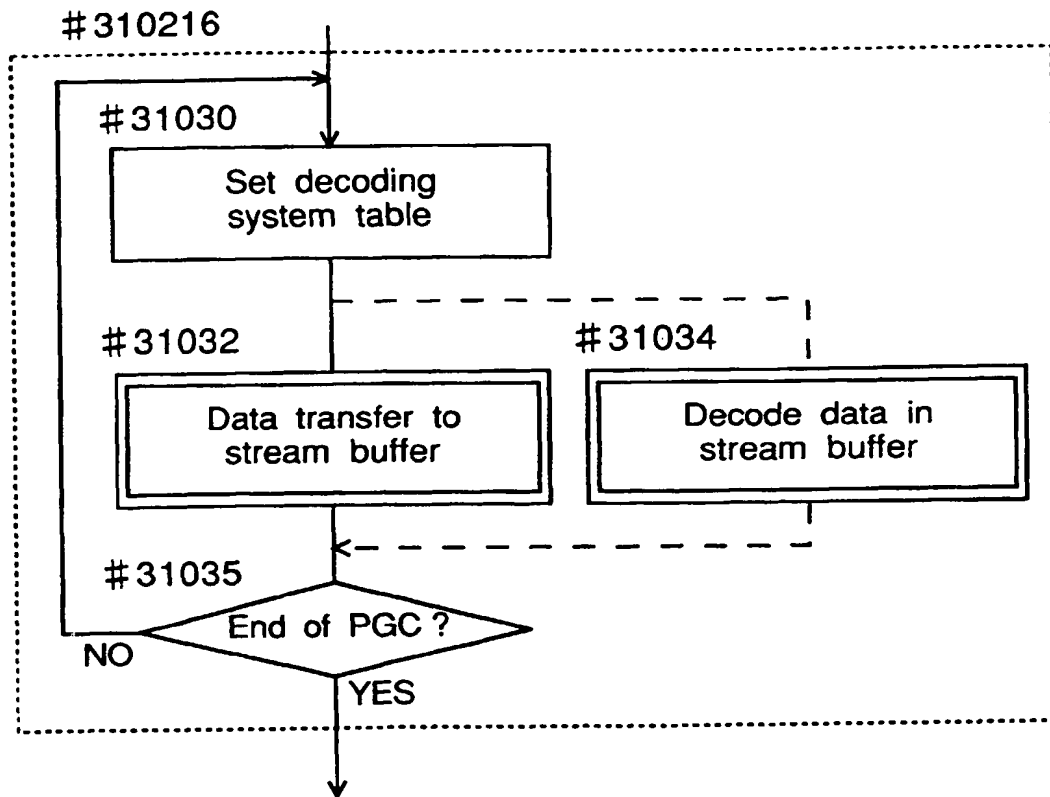 #310216
#31030
Set decoding
system table
#31032
#31034
Data transfer to
stream buffer
Decode data in
stream buffer
#31035
End of PGC?
NO
YES